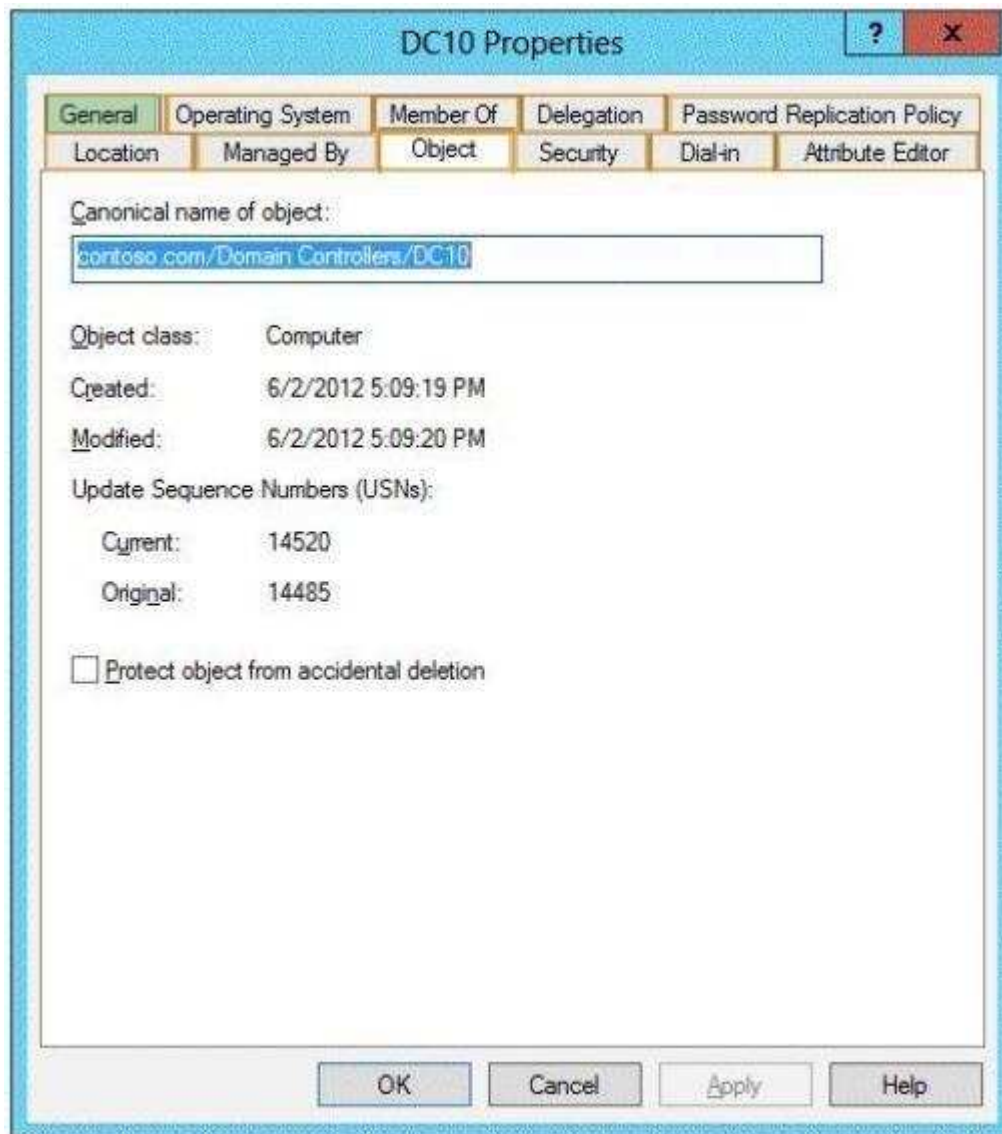 DC10 Properties
? x
General Operating System Member Of Delegation Password Replication Policy
Location Managed By Object Security Dial-in Attribute Editor
Canonical name of object:
contoso.com/Domain Controllers/DC10
Object class: Computer
Created: 6/2/2012 5:09:19 PM
Modified: 6/2/2012 5:09:20 PM
Update Sequence Numbers (USNs):
Current: 14520
Original: 14485
Protect object from accidental deletion
OK Cancel Apply Help